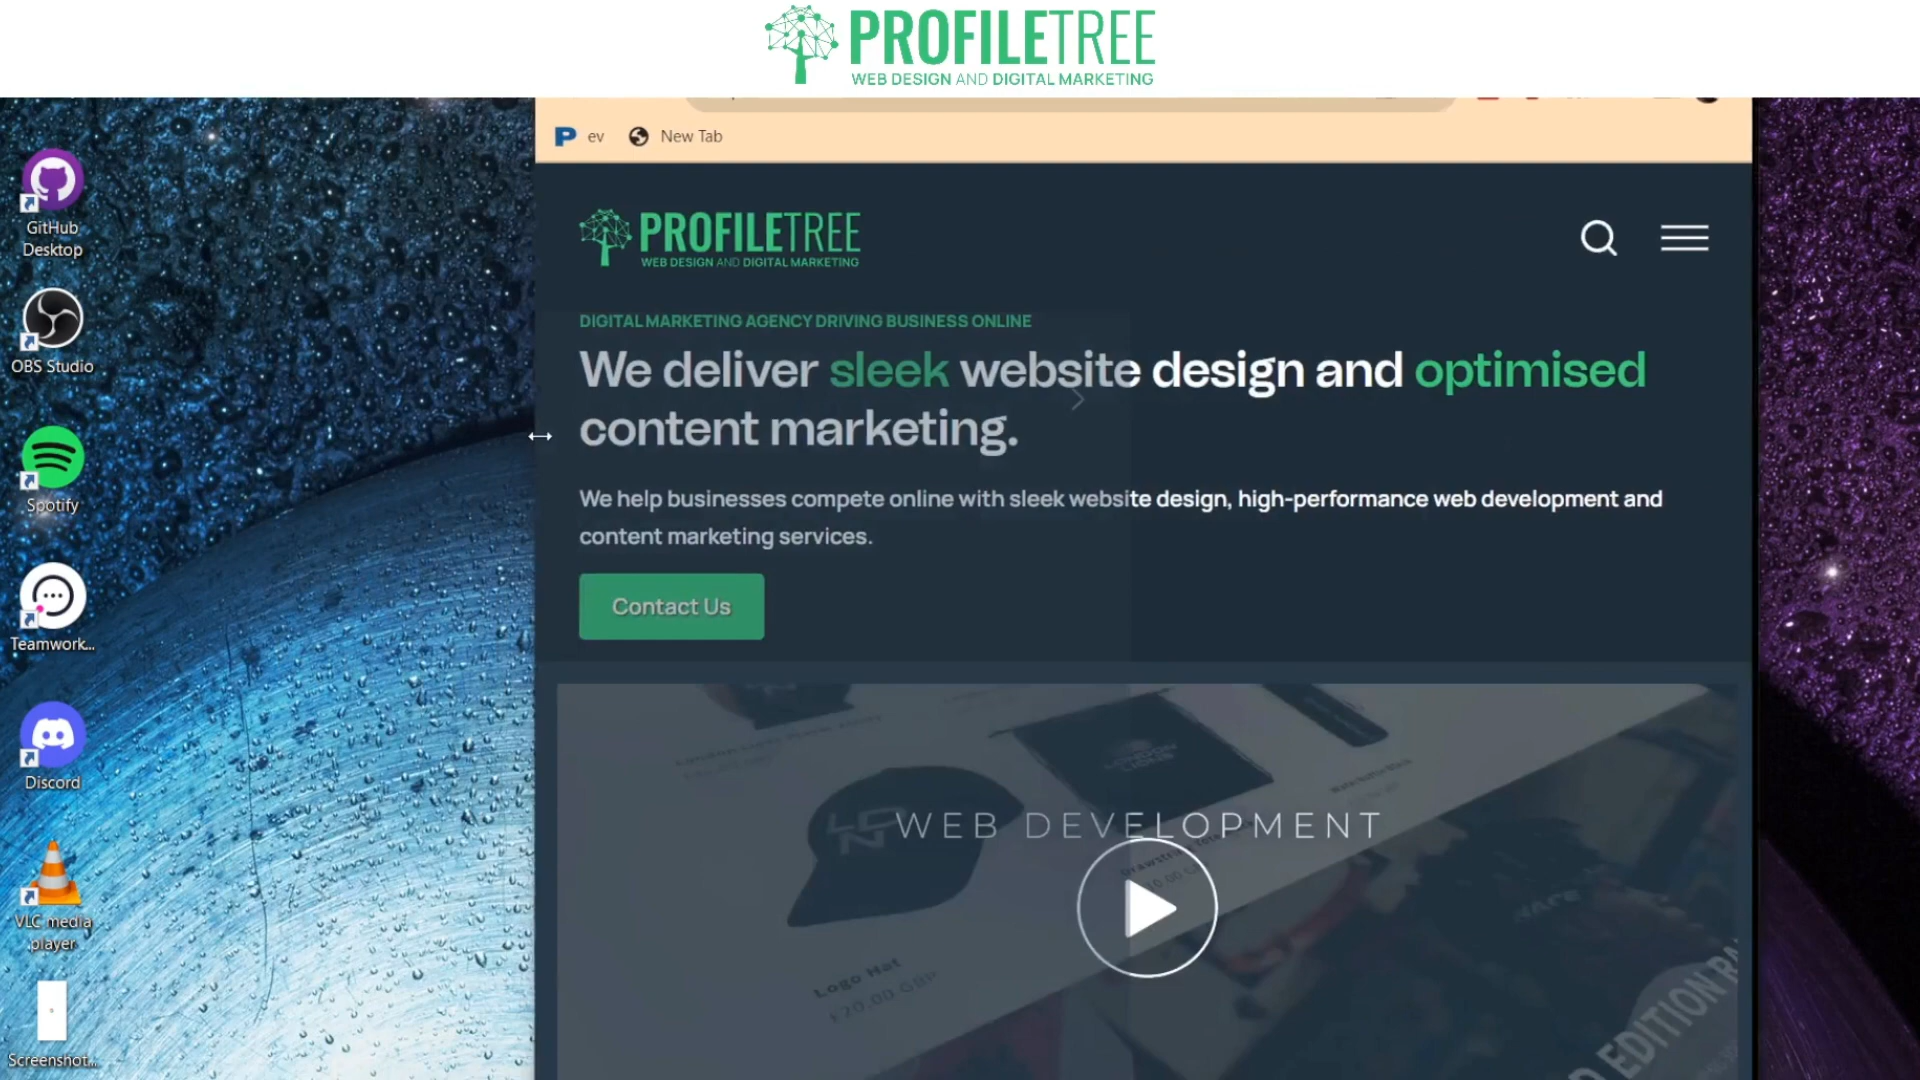 PROFILETREE
WEB DESIGN AND DIGITAL MARKETING
ev
New Tab
GitHub
Desktop
OBS Studio
Spotify
Teamwork...
Discord
VLC media
player
Screenshot...
PROFILETREE
WEB DESIGN AND DIGITAL MARKETING
DIGITAL MARKETING AGENCY DRIVING BUSINESS ONLINE
We deliver sleek website design and optimised
content marketing.
We help businesses compete online with sleek website design, high-performance web development and
content marketing services.
Contact Us
WEB DEVELOPMENT
Logo Hat
£20.00 GBP